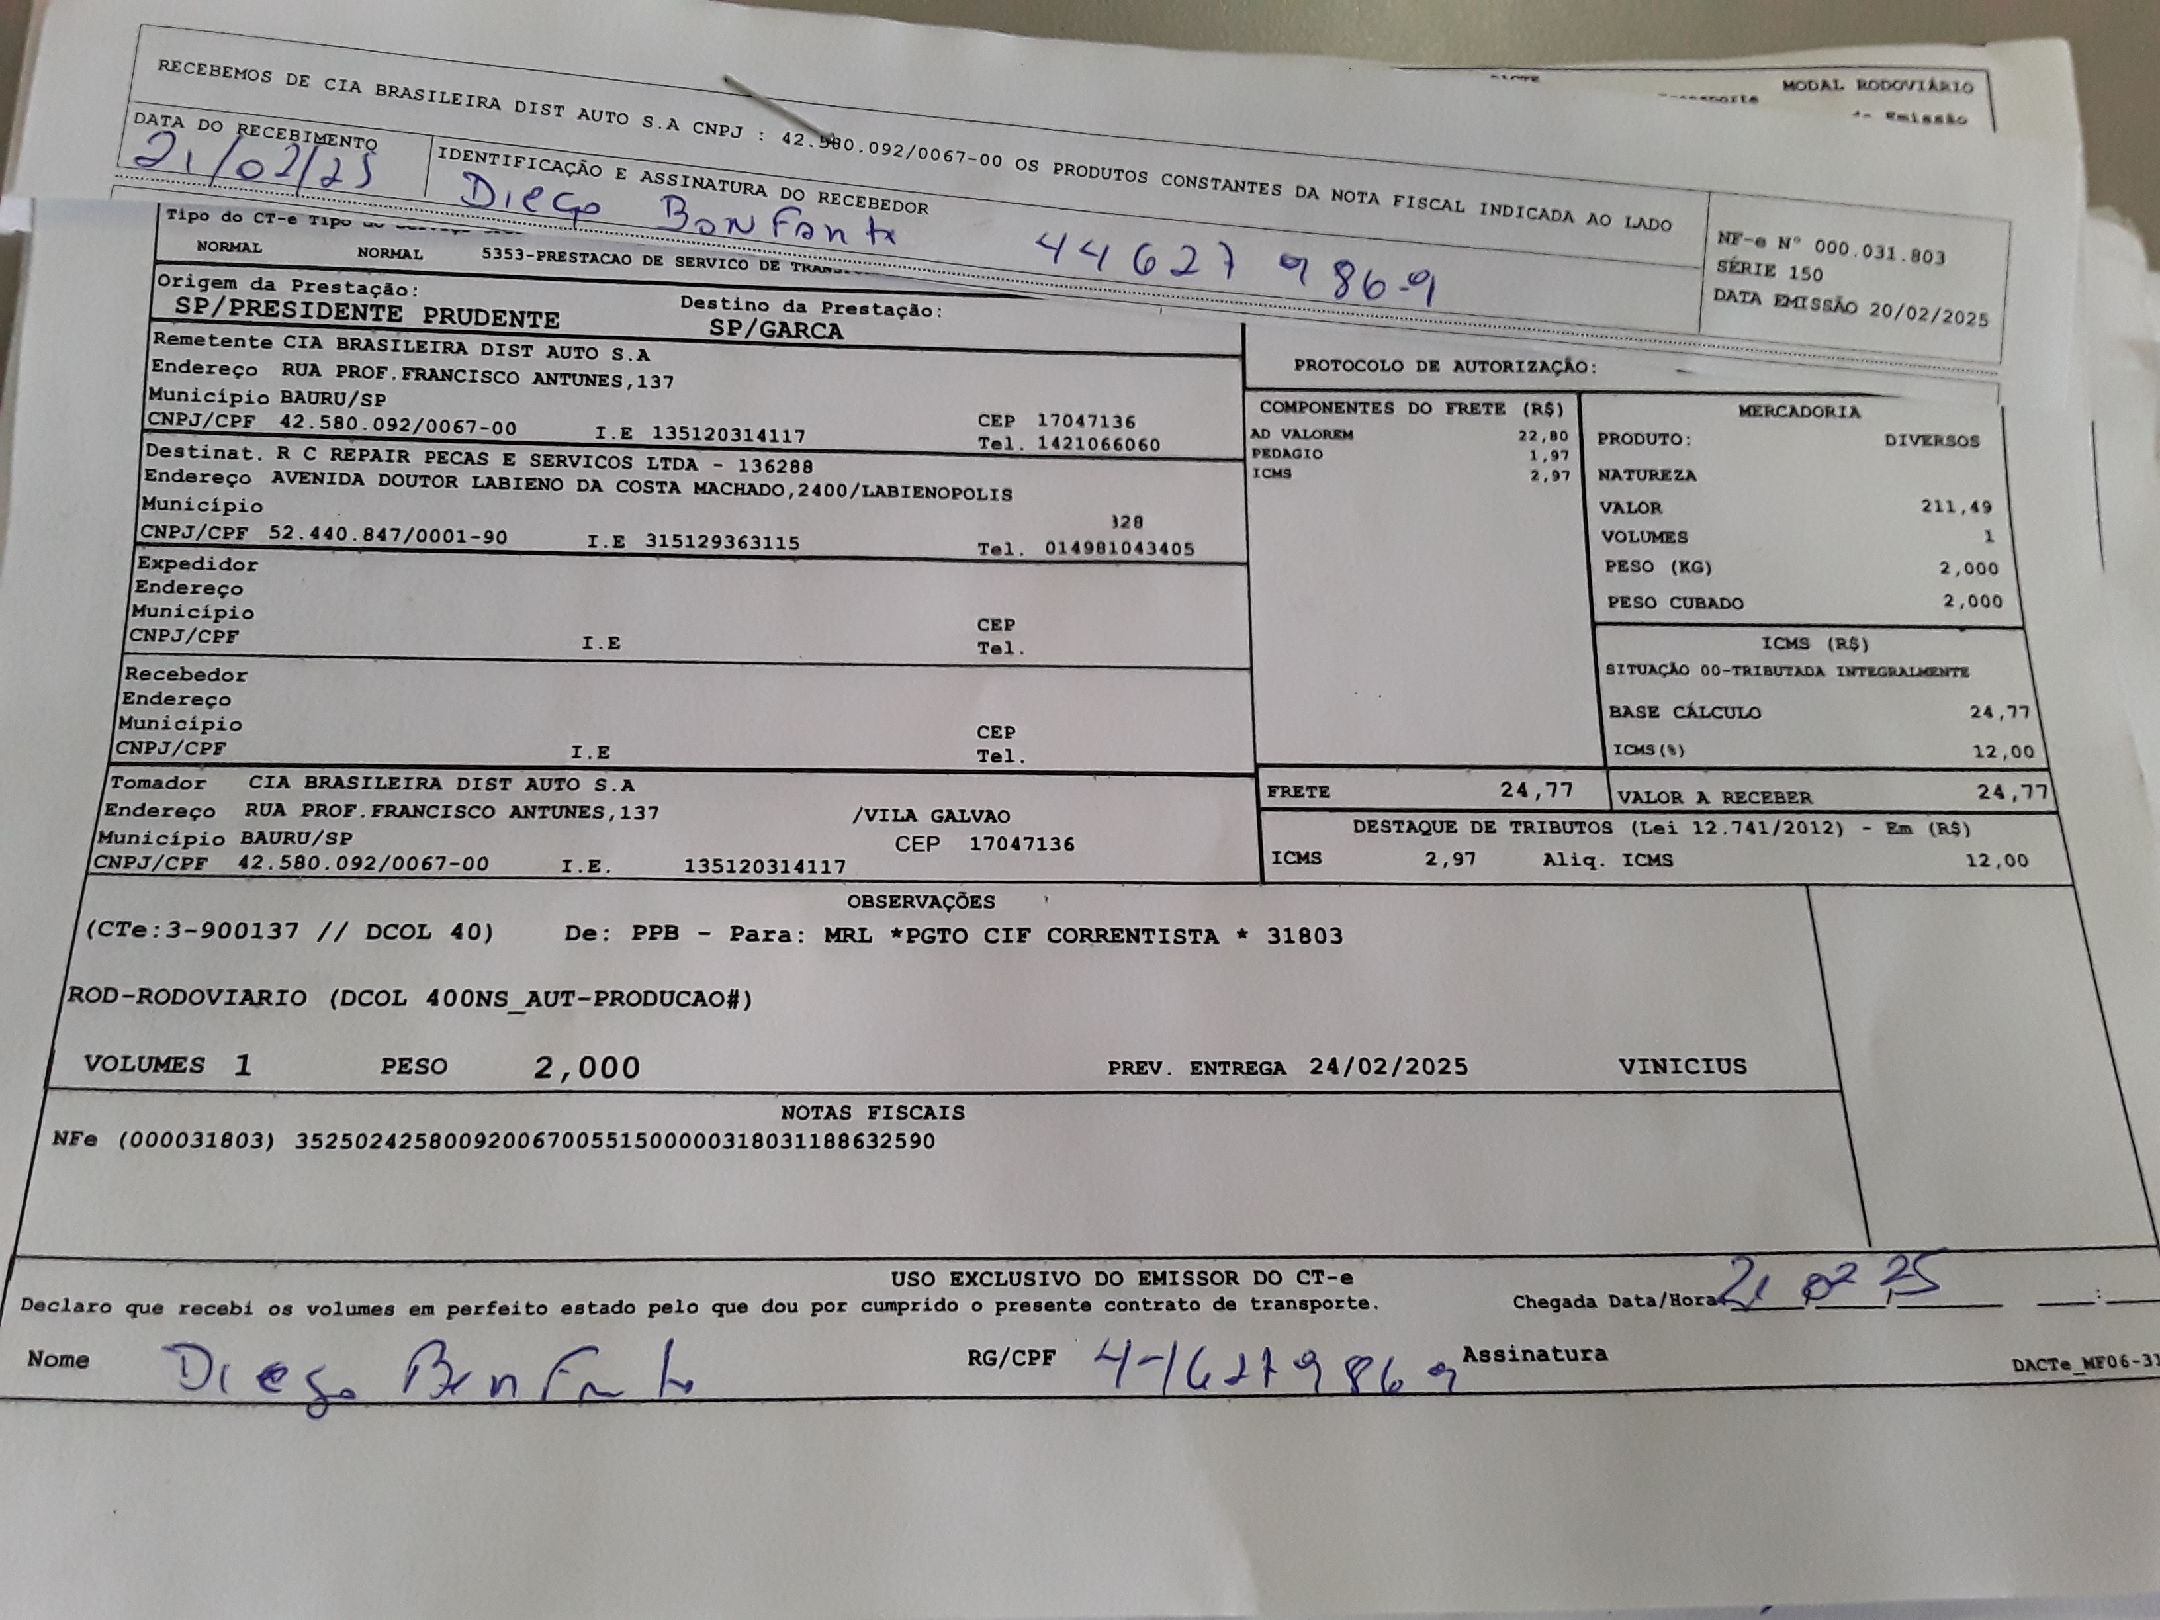 MODAL RODOVIÁRIO
Emissão
RECEBEMOS DE CIA BRASILEIRA DIST AUTO S.A CNPJ : 42.580.092/0067-00 OS PRODUTOS CONSTANTES DA NOTA FISCAL INDICADA AO LADO
DATA DO RECEBIMENTO
21/02/25
IDENTIFICAÇÃO E ASSINATURA DO RECEBEDOR
Diego Bonfante 446279869
NF-e N° 000.031.803
SÉRIE 150
DATA EMISSÃO 20/02/2025
Tipo do CT-e Tipo
NORMAL NORMAL 5353-PRESTACAO DE SERVICO DE
Origem da Prestação: Destino da Prestação:
SP/PRESIDENTE PRUDENTE SP/GARCA
Remetente CIA BRASILEIRA DIST AUTO S.A
Endereço RUA PROF.FRANCISCO ANTUNES,137
Município BAURU/SP CEP 17047136
CNPJ/CPF 42.580.092/0067-00 I.E 135120314117 Tel. 1421066060
Destinat. R C REPAIR PECAS E SERVICOS LTDA - 136288
Endereço AVENIDA DOUTOR LABIENO DA COSTA MACHADO,2400/LABIENOPOLIS
Município 328
CNPJ/CPF 52.440.847/0001-90 I.E 315129363115 Tel. 014981043405
Expedidor
Endereço
Município CEP
CNPJ/CPF I.E Tel.
Recebedor
Endereço
Município CEP
CNPJ/CPF I.E Tel.
Tomador CIA BRASILEIRA DIST AUTO S.A
Endereço RUA PROF.FRANCISCO ANTUNES,137 /VILA GALVAO
Município BAURU/SP CEP 17047136
CNPJ/CPF 42.580.092/0067-00 I.E. 135120314117
PROTOCOLO DE AUTORIZAÇÃO:
COMPONENTES DO FRETE (R$)
AD VALOREM 22,80
PEDAGIO 1,97
ICMS 2,97
MERCADORIA
PRODUTO: DIVERSOS
NATUREZA
VALOR 211,49
VOLUMES 1
PESO (KG) 2,000
PESO CUBADO 2,000
ICMS (R$)
SITUAÇÃO 00-TRIBUTADA INTEGRALMENTE
BASE CÁLCULO 24,77
ICMS(%) 12,00
FRETE 24,77 VALOR A RECEBER 24,77
DESTAQUE DE TRIBUTOS (Lei 12.741/2012) - Em (R$)
ICMS 2,97 Aliq. ICMS 12,00
OBSERVAÇÕES
(CTe:3-900137 // DCOL 40) De: PPB - Para: MRL *PGTO CIF CORRENTISTA * 31803
ROD-RODOVIARIO (DCOL 400NS_AUT-PRODUCAO#)
VOLUMES 1 PESO 2,000 PREV. ENTREGA 24/02/2025 VINICIUS
NOTAS FISCAIS
NFe (000031803) 35250242580092006700551500000318031188632590
USO EXCLUSIVO DO EMISSOR DO CT-e
Declaro que recebi os volumes em perfeito estado pelo que dou por cumprido o presente contrato de transporte. Chegada Data/Hora 21 02 25 :
Nome Diego Bonfante RG/CPF 446279869 Assinatura
DACTe_MF06-31